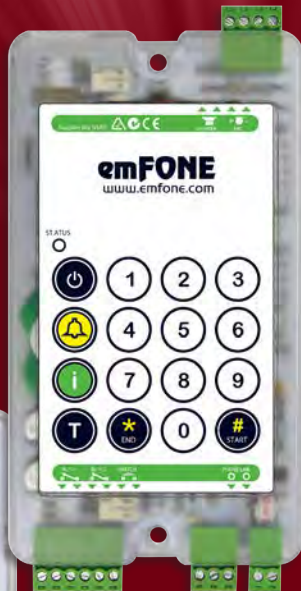 emFONE
www.emfone.com
STATUS
1 2 3
4 5 6
i 7 8 9
T * 0 #
END START